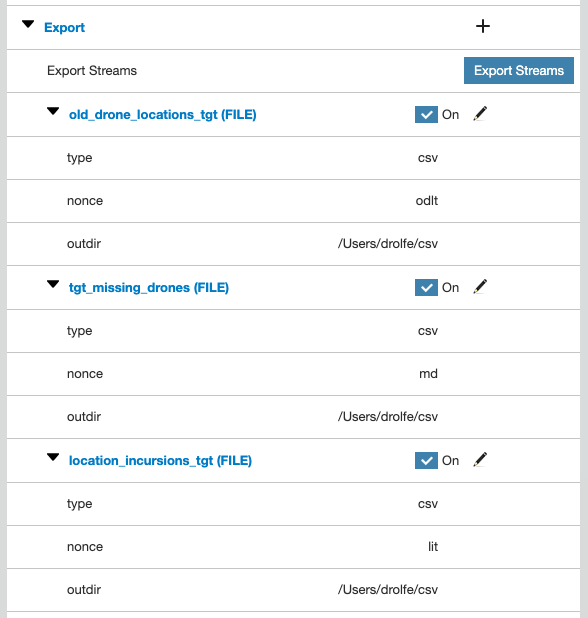 Export
Export Streams Export Streams
old_drone_locations_tgt (FILE) On
type csv
nonce odlt
outdir /Users/drolfe/csv
tgt_missing_drones (FILE) On
type csv
nonce md
outdir /Users/drolfe/csv
location_incursions_tgt (FILE) On
type csv
nonce lit
outdir /Users/drolfe/csv